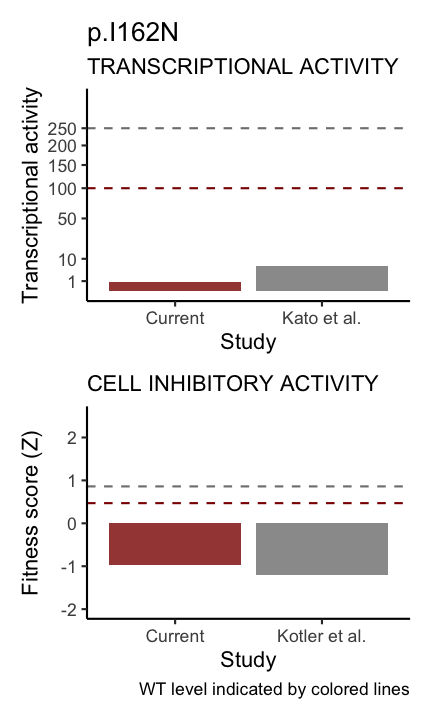 p.I162N
TRANSCRIPTIONAL ACTIVITY
Transcriptional activity
250
200
150
100
50
10
1
Current
Kato et al.
Study
CELL INHIBITORY ACTIVITY
Fitness score (Z)
2
1
0
-1
-2
Current
Kotler et al.
Study
WT level indicated by colored lines